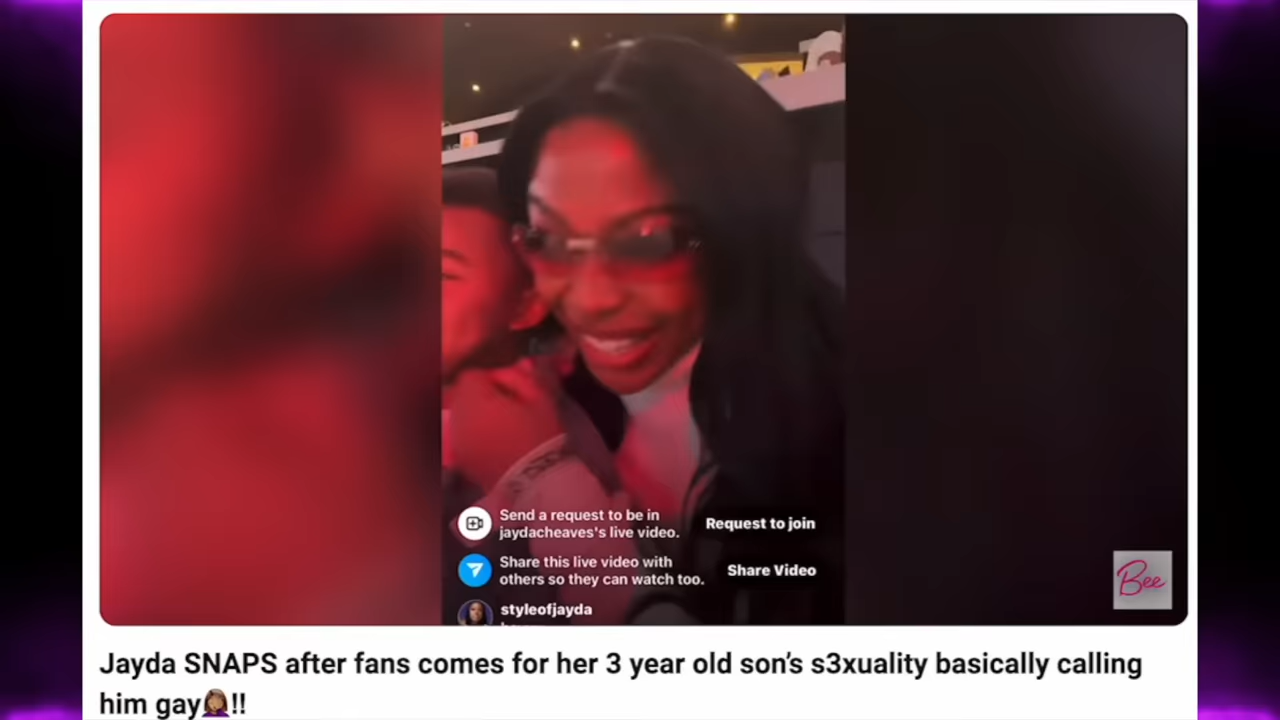 Send a request to be in
jaydacheaves's live video.
Request to join
Share this live video with
others so they can watch too.
Share Video
styleofjayda
Bee
Jayda SNAPS after fans comes for her 3 year old son's s3xuality basically calling
him gay🤦🏽‍♀️!!